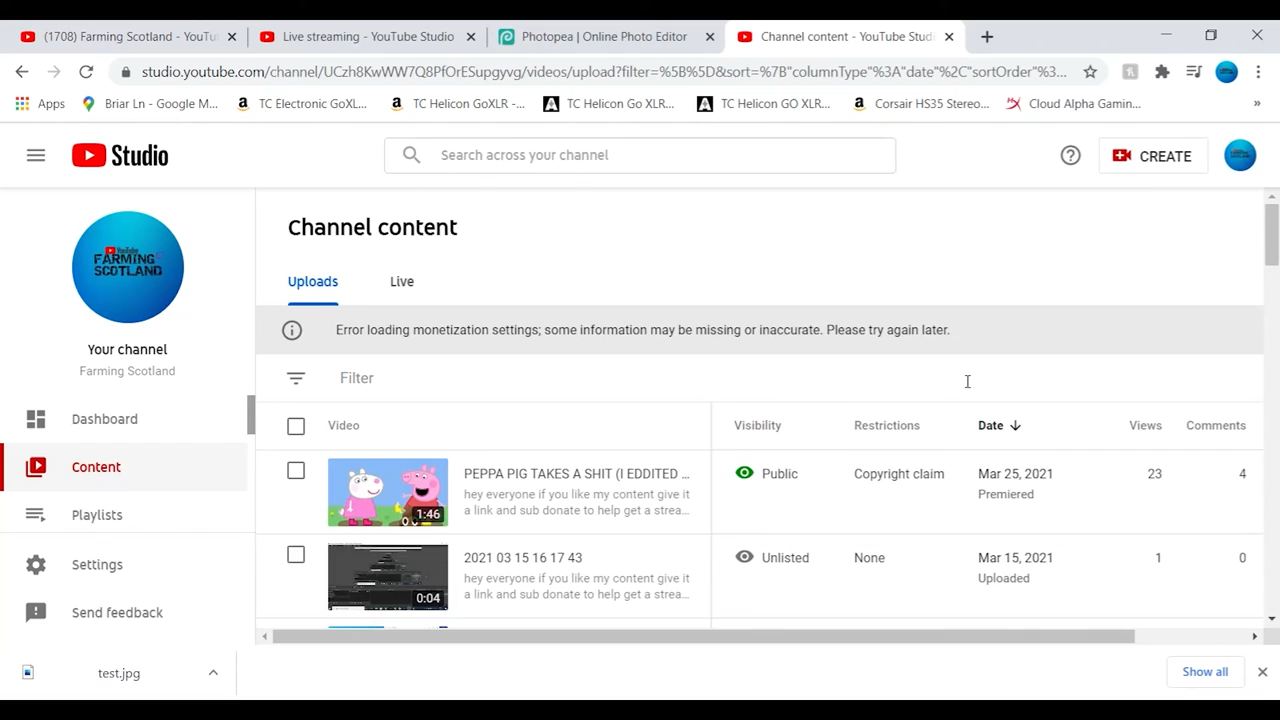 (1708) Farming Scotland - YouTu
Live streaming - YouTube Studio
Photopea | Online Photo Editor
Channel content - YouTube Studi
studio.youtube.com/channel/UCzh8KwWW7Q8PfOrESupgyvg/videos/upload?filter=%5B%5D&sort=%7B"columnType"%3A"date"%2C"sortOrder"%3...
Apps
Briar Ln - Google M...
TC Electronic GoXL...
TC Helicon GoXLR -...
TC Helicon GO XLR...
TC Helicon GO XLR...
Corsair HS35 Stereo...
Cloud Alpha Gamin...
Studio
Search across your channel
CREATE
YouTube
FARMING
SCOTLAND
Your channel
Farming Scotland
Dashboard
Content
Playlists
Settings
Send feedback
Channel content
Uploads
Live
Error loading monetization settings; some information may be missing or inaccurate. Please try again later.
Filter
Video
Visibility
Restrictions
Date
Views
Comments
1:46
PEPPA PIG TAKES A SHIT (I EDDITED ...
hey everyone if you like my content give it
a link and sub donate to help get a strea...
Public
Copyright claim
Mar 25, 2021
Premiered
23
4
0:04
2021 03 15 16 17 43
hey everyone if you like my content give it
a link and sub donate to help get a strea...
Unlisted
None
Mar 15, 2021
Uploaded
1
0
test.jpg
Show all